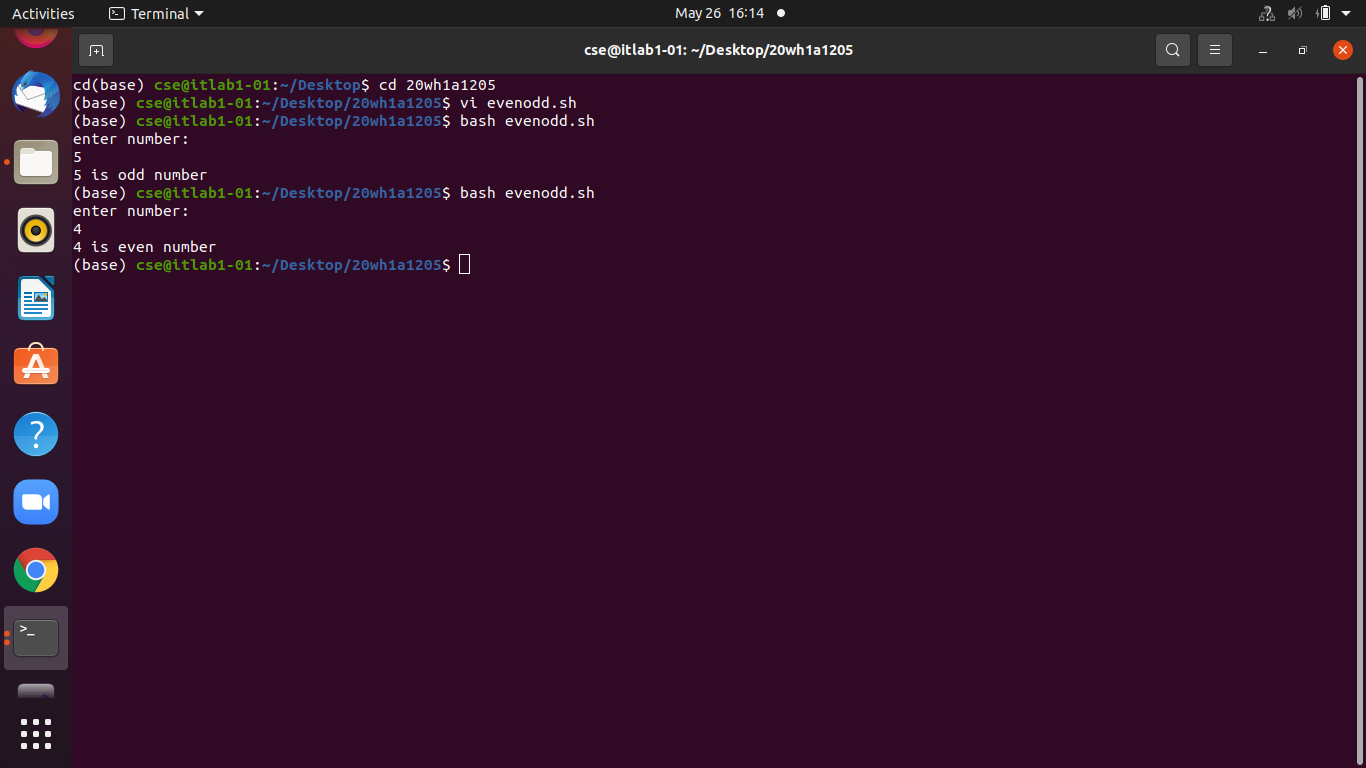 Activities Terminal May 26 16:14
cse@itlab1-01: ~/Desktop/20wh1a1205
cd(base) cse@itlab1-01:~/Desktop$ cd 20wh1a1205
(base) cse@itlab1-01:~/Desktop/20wh1a1205$ vi evenodd.sh
(base) cse@itlab1-01:~/Desktop/20wh1a1205$ bash evenodd.sh
enter number:
5
5 is odd number
(base) cse@itlab1-01:~/Desktop/20wh1a1205$ bash evenodd.sh
enter number:
4
4 is even number
(base) cse@itlab1-01:~/Desktop/20wh1a1205$